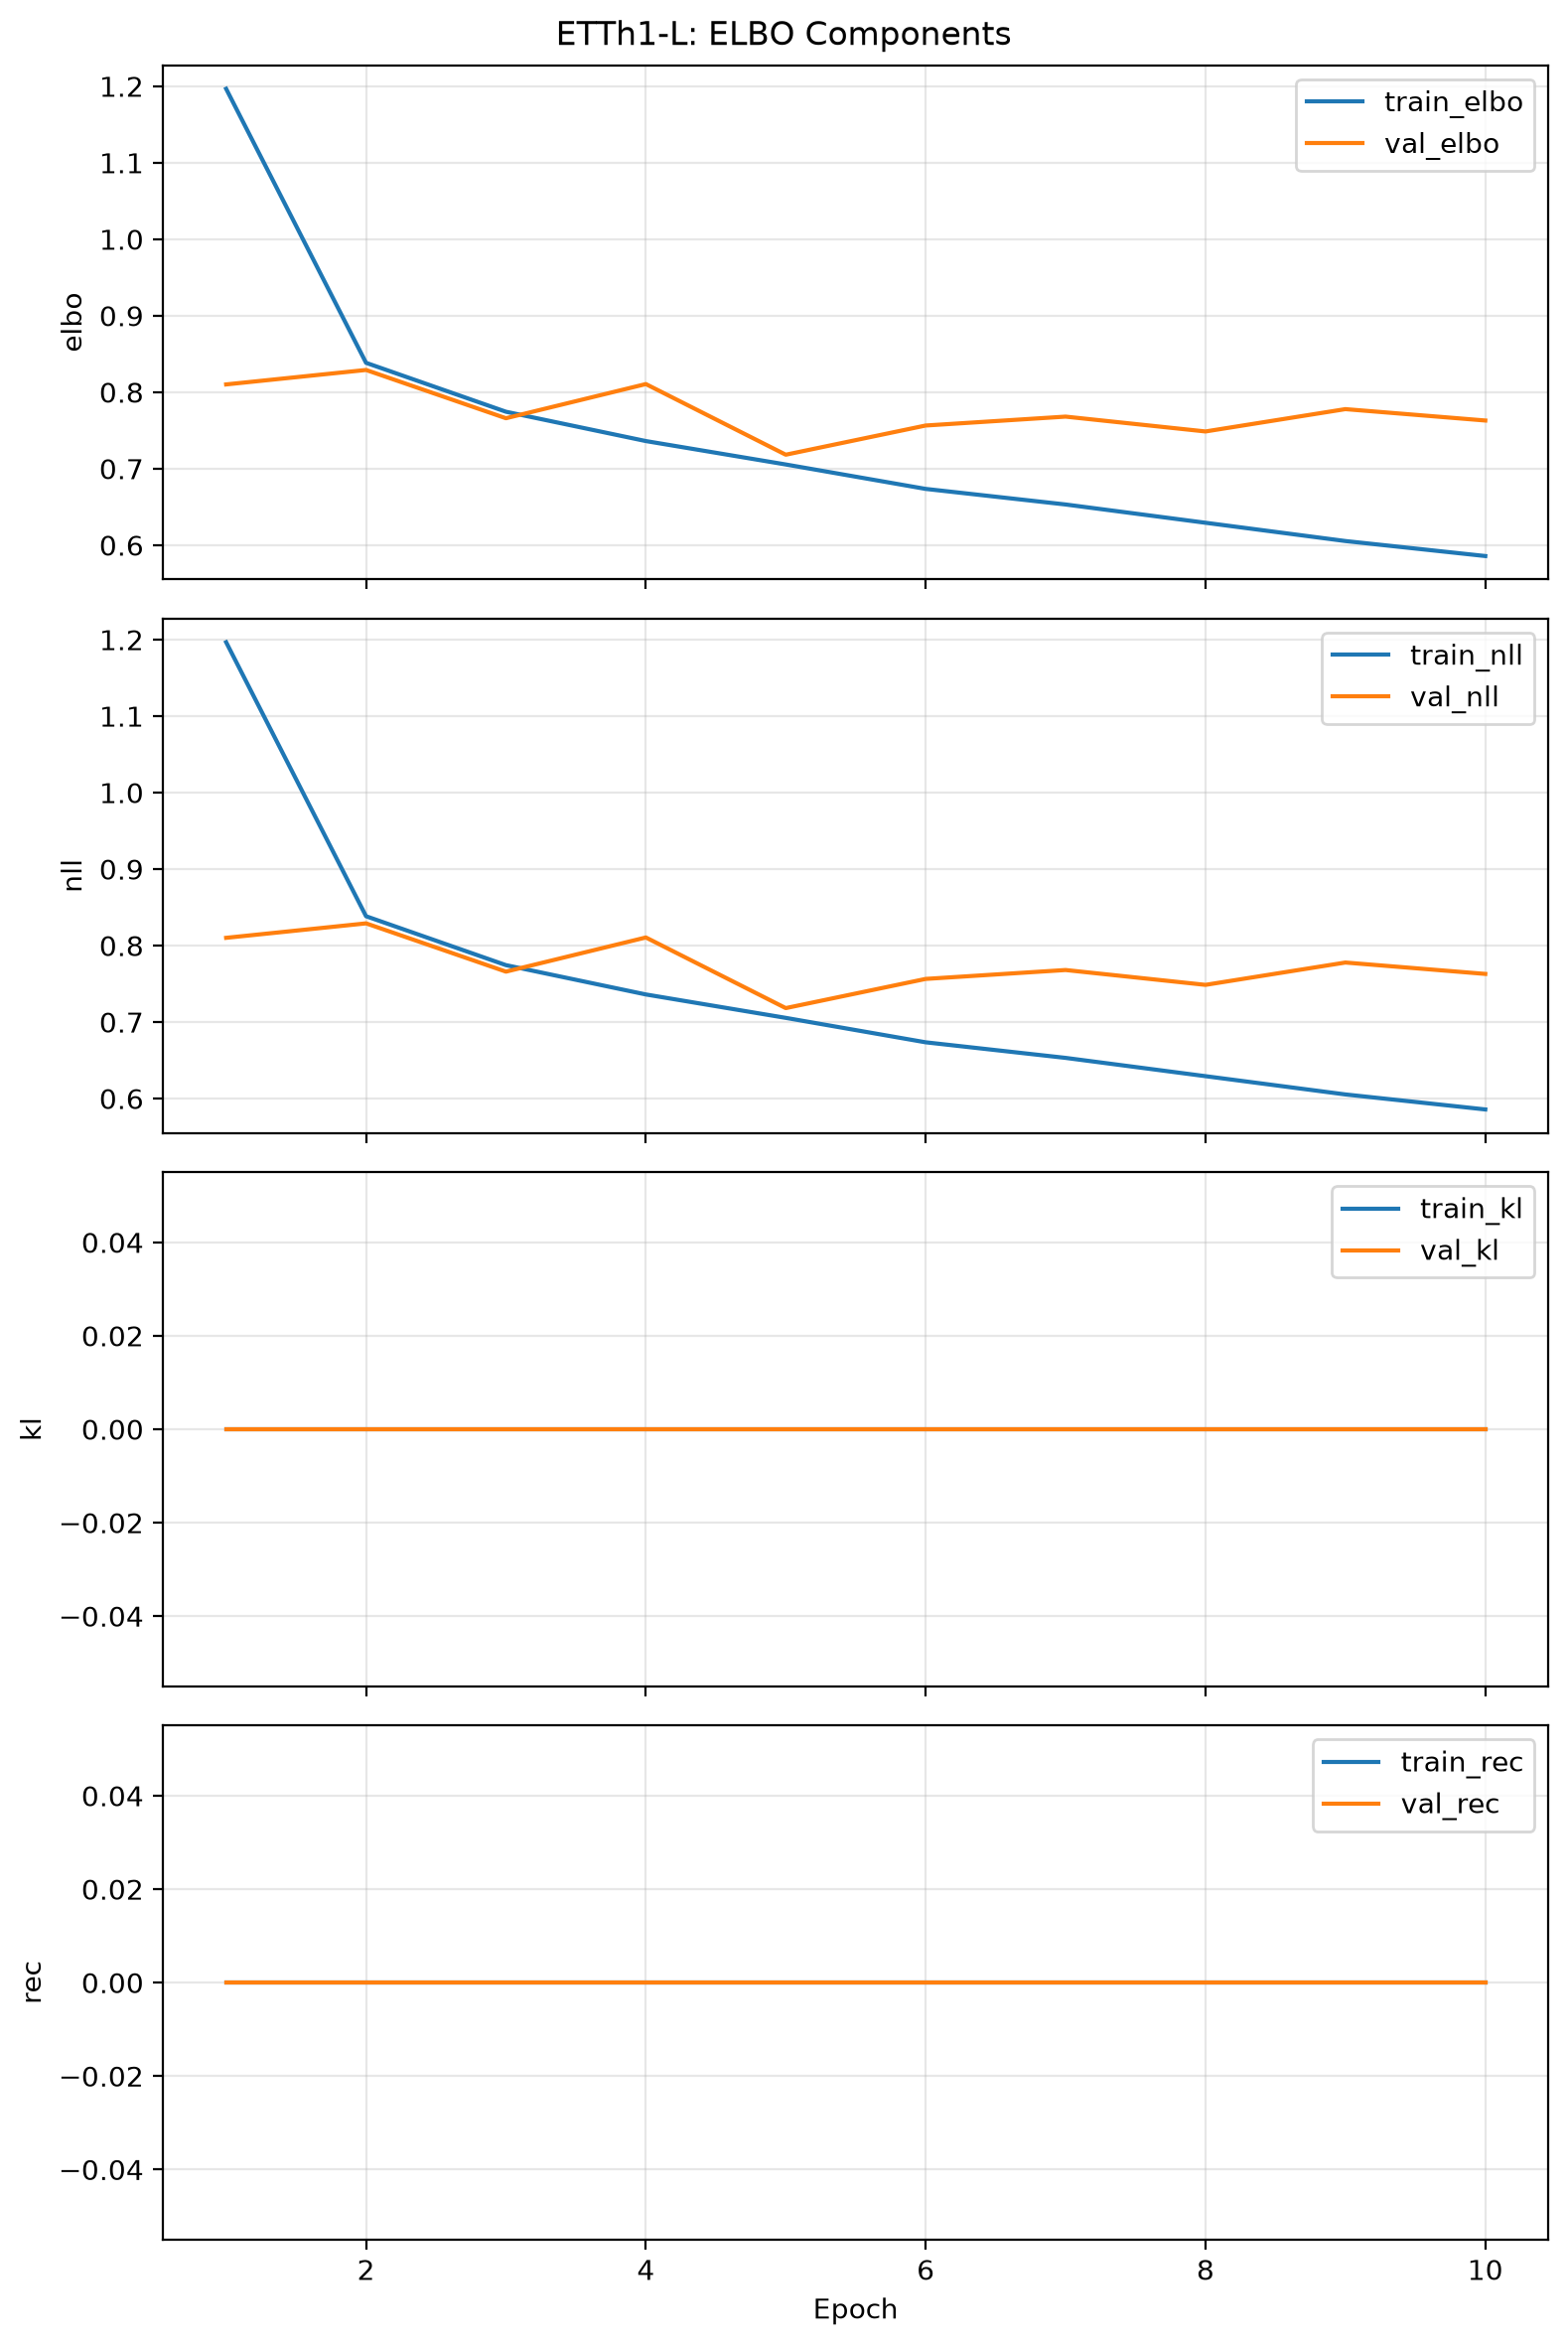 ETTh1-L: ELBO Components
1.2
1.1
1.0
0.9
0.8
0.7
0.6
elbo
train_elbo
val_elbo
1.2
1.1
1.0
0.9
0.8
0.7
0.6
nll
train_nll
val_nll
0.04
0.02
0.00
−0.02
−0.04
kl
train_kl
val_kl
0.04
0.02
0.00
−0.02
−0.04
rec
train_rec
val_rec
2 4 6 8 10
Epoch